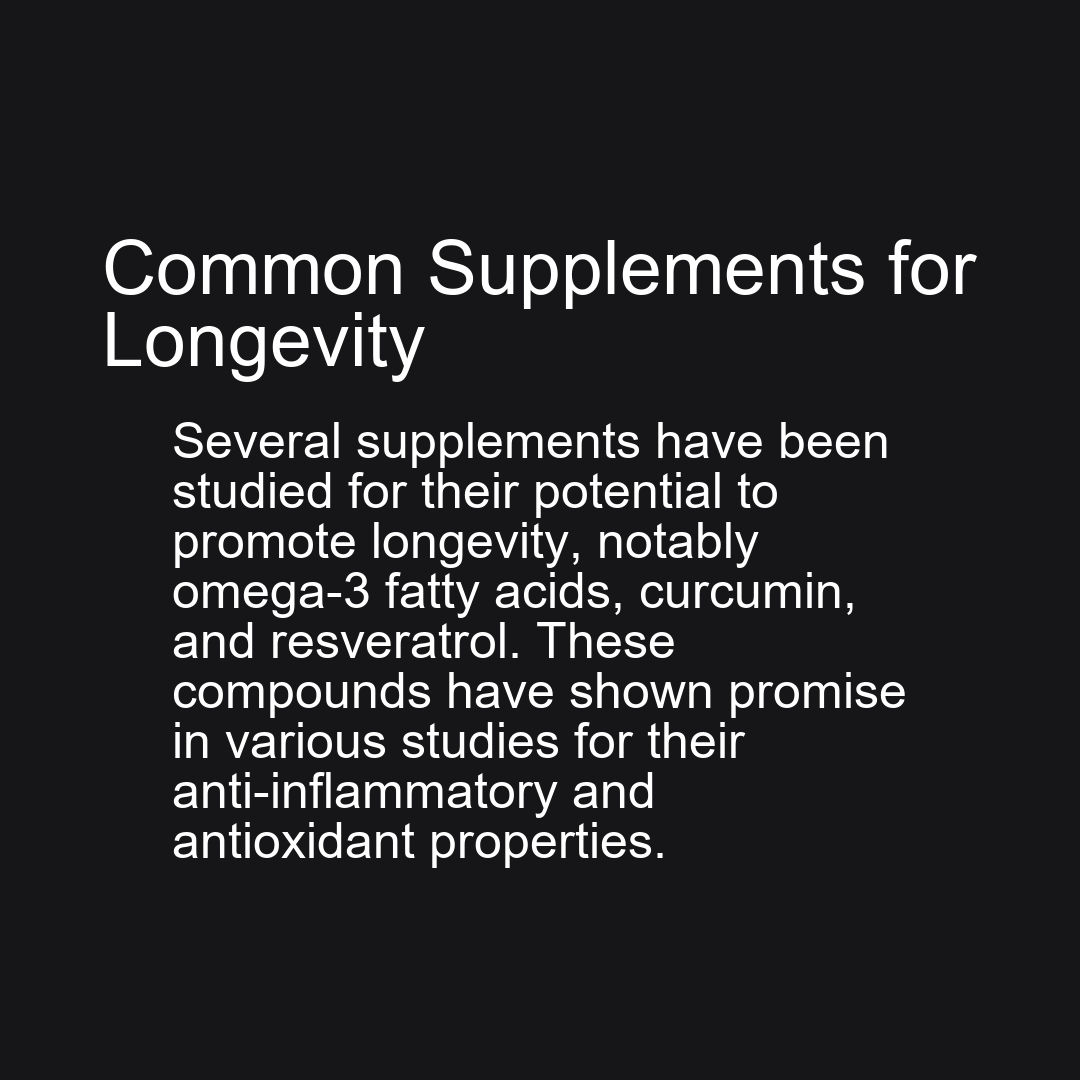 Common Supplements for
Longevity
Several supplements have been
studied for their potential to
promote longevity, notably
omega-3 fatty acids, curcumin,
and resveratrol. These
compounds have shown promise
in various studies for their
anti-inflammatory and
antioxidant properties.